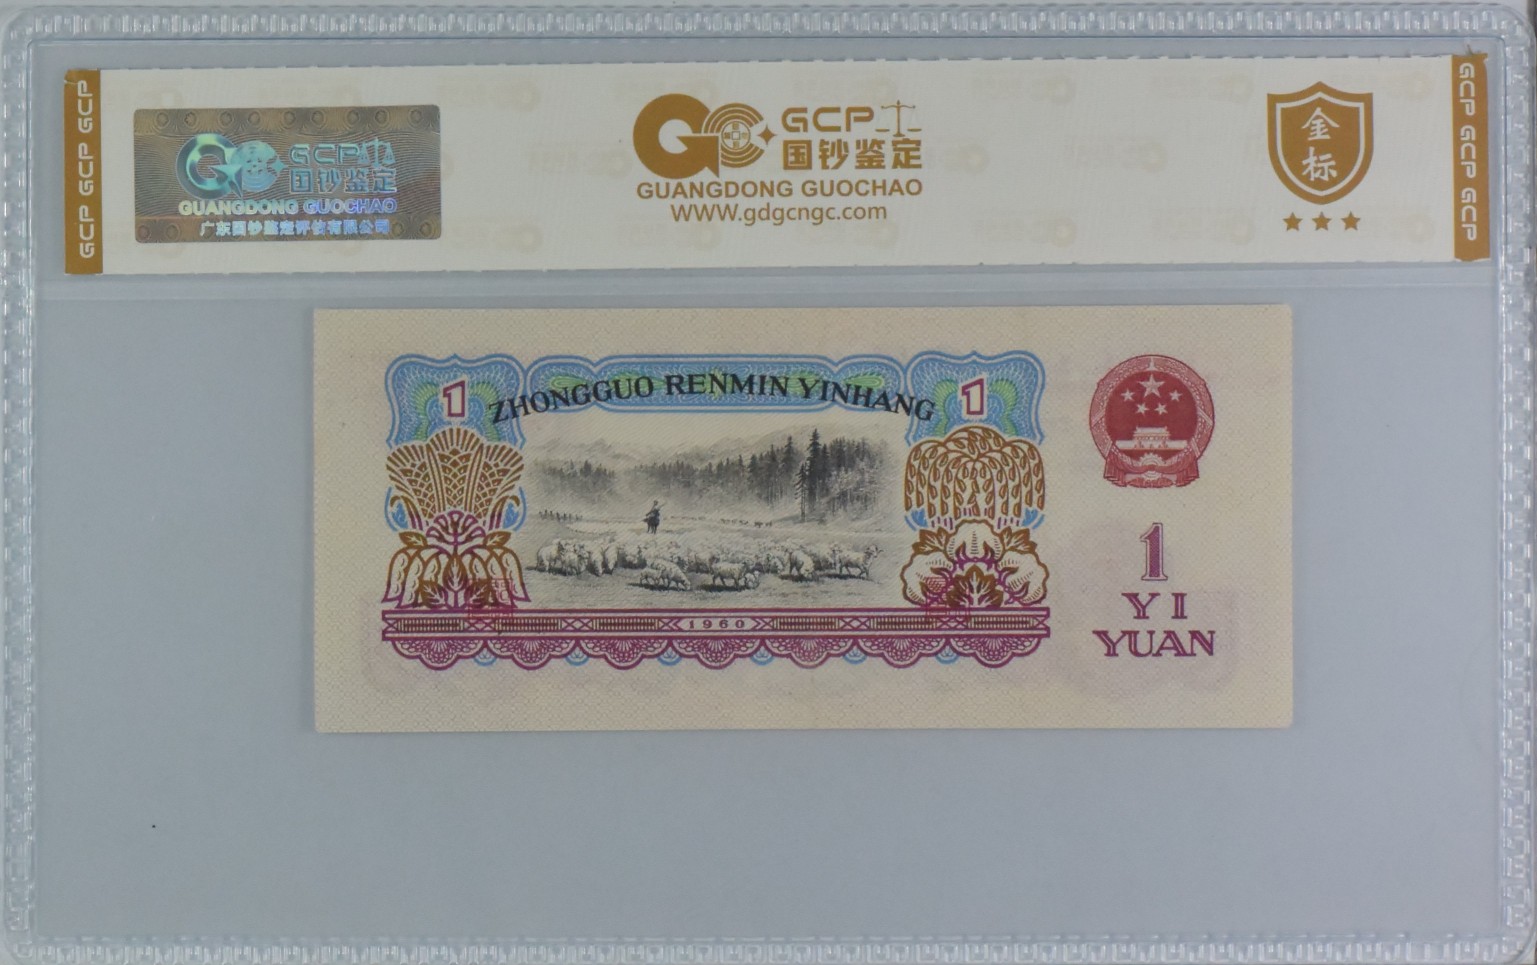 GCP GCP GCP
GCP 国钞鉴定
GUANGDONG GUOCHAO
广东国钞鉴定评估有限公司
GCP
国钞鉴定
GUANGDONG GUOCHAO
WWW.gdgcngc.com
金标
GCP GCP GCP
1
ZHONGGUO RENMIN YINHANG
1
1960
1
YI
YUAN